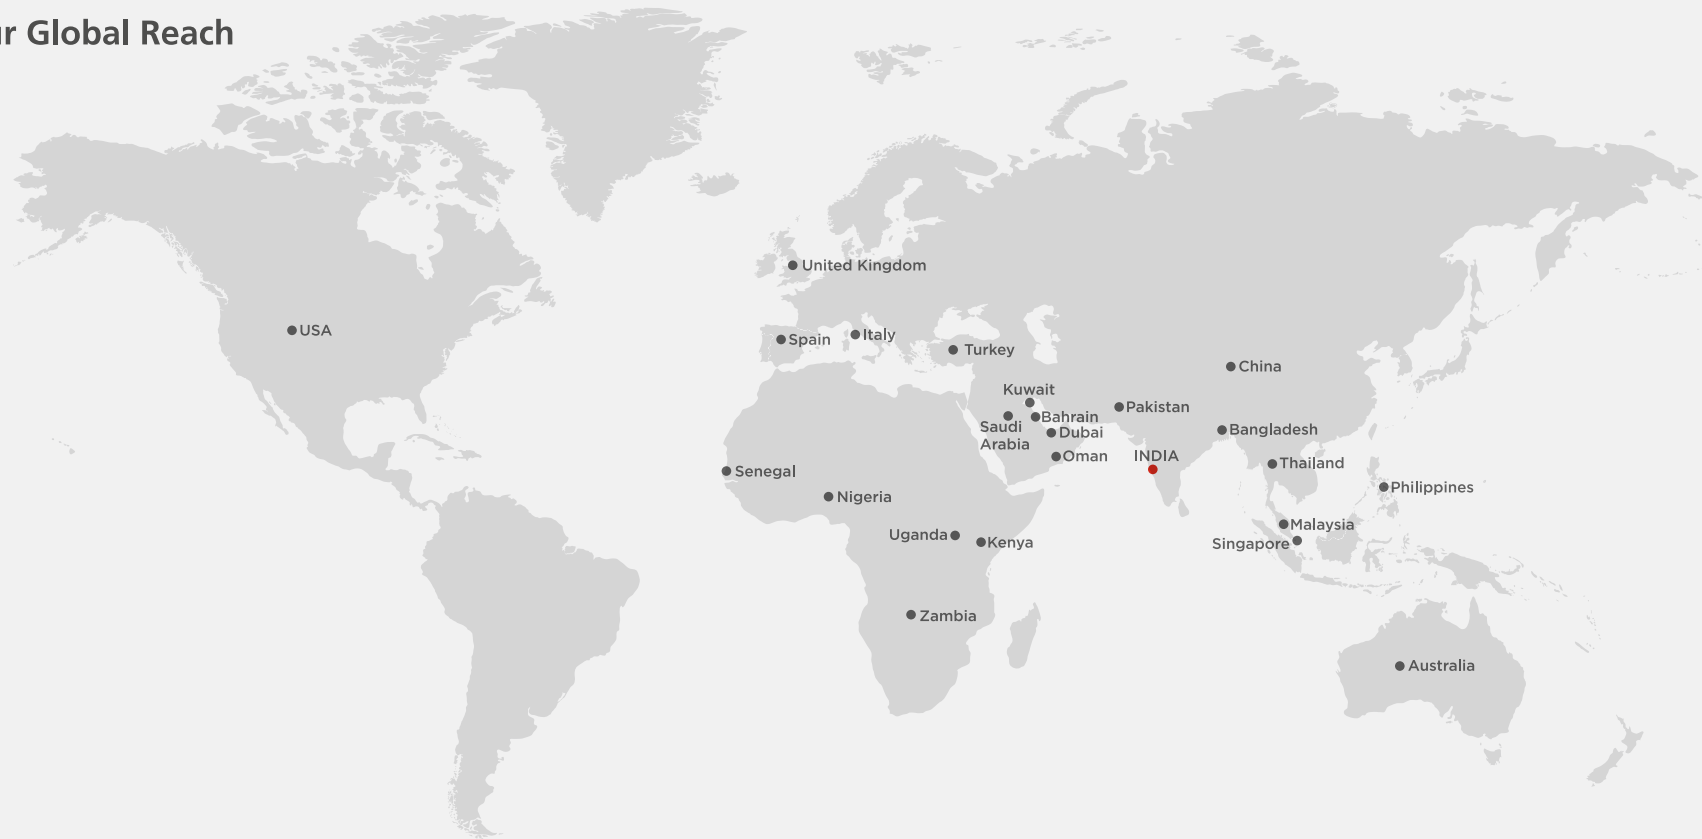 r Global Reach
United Kingdom
USA
Italy
Spain
Turkey
China
Kuwait
Pakistan
Bahrain
Saudi
Arabia
Dubai
Bangladesh
Oman
INDIA
Thailand
Senegal
Philippines
Nigeria
Malaysia
Uganda
Kenya
Singapore
Zambia
Australia